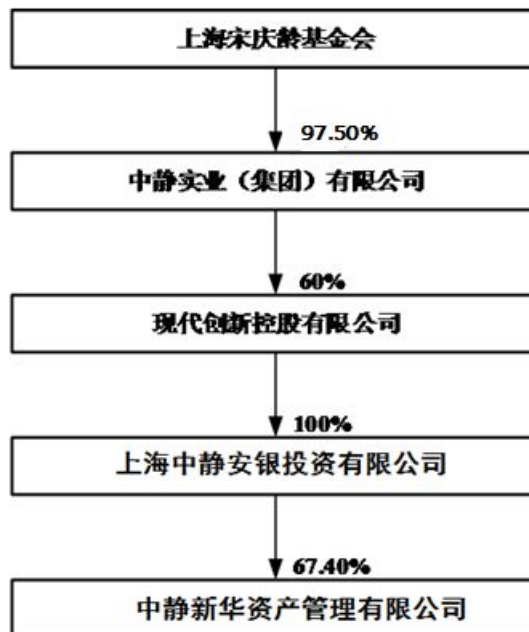 上海宋庆龄基金会
97.50%
中静实业（集团）有限公司
60%
现代创新控股有限公司
100%
上海中静安银投资有限公司
67.40%
中静新华资产管理有限公司